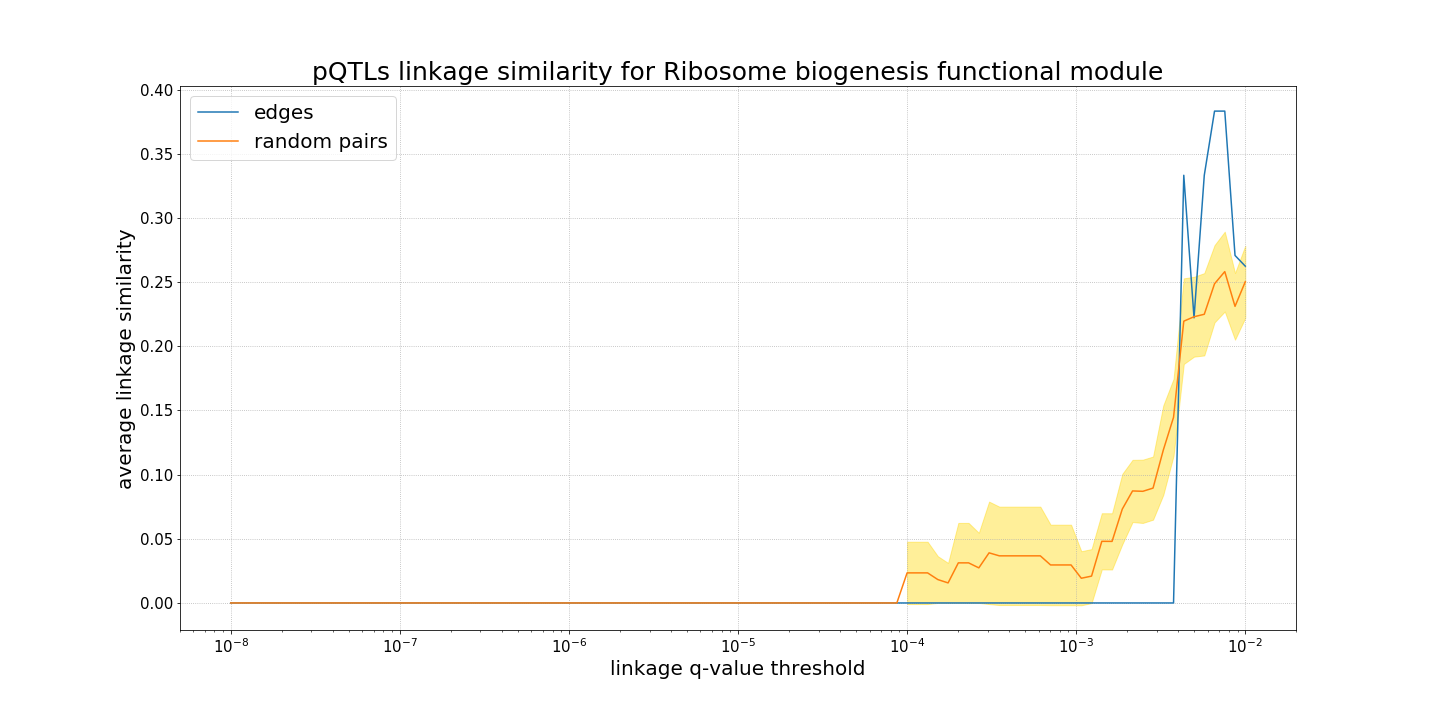 pQTLs linkage similarity for Ribosome biogenesis functional module
edges
random pairs
average linkage similarity
0.40
0.35
0.30
0.25
0.20
0.15
0.10
0.05
0.00
10⁻⁸ 10⁻⁷ 10⁻⁶ 10⁻⁵ 10⁻⁴ 10⁻³ 10⁻²
linkage q-value threshold